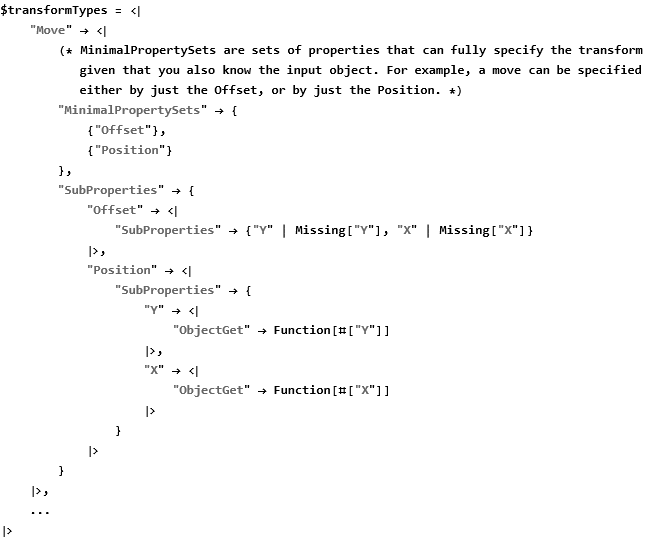 $transformTypes = <|
"Move" → <|
(* MinimalPropertySets are sets of properties that can fully specify the transform
given that you also know the input object. For example, a move can be specified
either by just the Offset, or by just the Position. *)
"MinimalPropertySets" → {
{"Offset"},
{"Position"}
},
"SubProperties" → {
"Offset" → <|
"SubProperties" → {"Y" | Missing["Y"], "X" | Missing["X"]}
|>,
"Position" → <|
"SubProperties" → {
"Y" → <|
"ObjectGet" → Function[#["Y"]]
|>,
"X" → <|
"ObjectGet" → Function[#["X"]]
|>
}
|>
}
|>,
...
|>